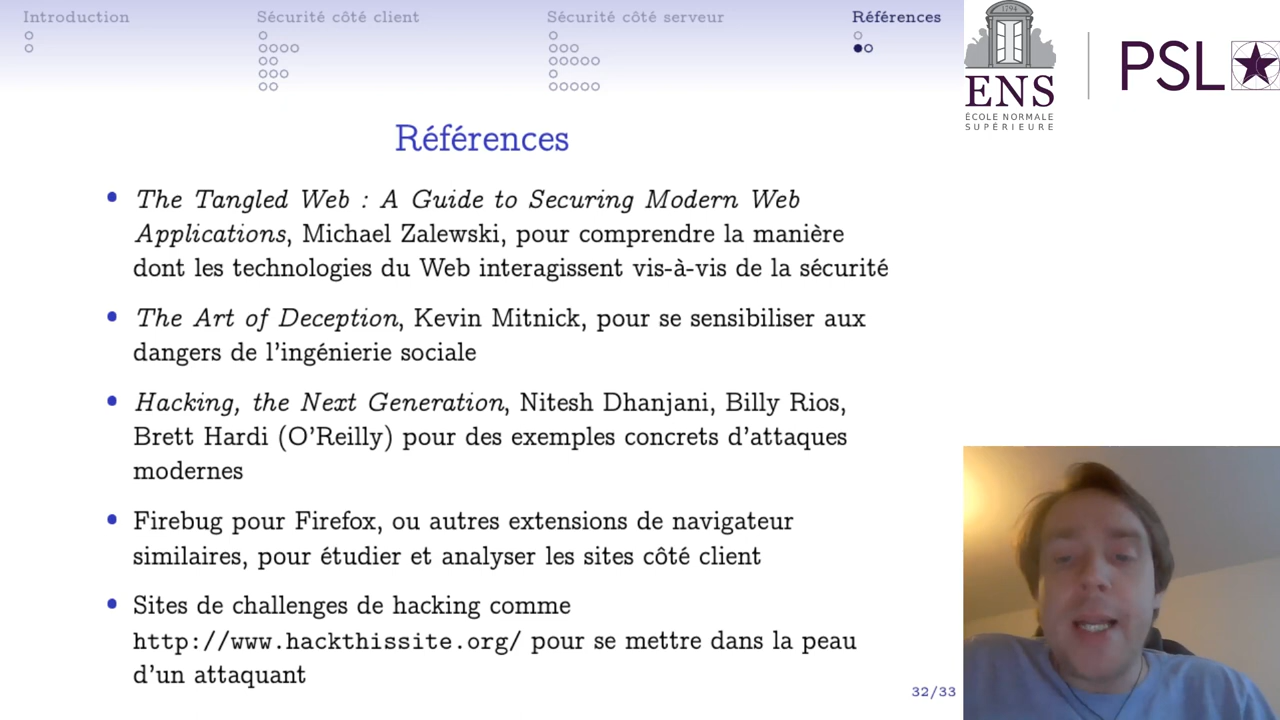 Introduction
Sécurité côté client
Sécurité côté serveur
Références
1794
ENS
ÉCOLE NORMALE
SUPÉRIEURE
PSL
Références
• The Tangled Web : A Guide to Securing Modern Web
Applications, Michael Zalewski, pour comprendre la manière
dont les technologies du Web interagissent vis-à-vis de la sécurité
• The Art of Deception, Kevin Mitnick, pour se sensibiliser aux
dangers de l'ingénierie sociale
• Hacking, the Next Generation, Nitesh Dhanjani, Billy Rios,
Brett Hardi (O'Reilly) pour des exemples concrets d'attaques
modernes
• Firebug pour Firefox, ou autres extensions de navigateur
similaires, pour étudier et analyser les sites côté client
• Sites de challenges de hacking comme
http://www.hackthissite.org/ pour se mettre dans la peau
d'un attaquant
32/33